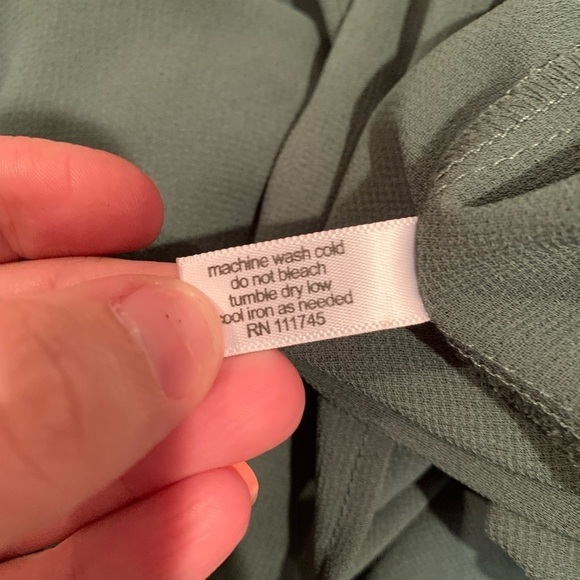 machine wash cold
do not bleach
tumble dry low
cool iron as needed
RN 111745